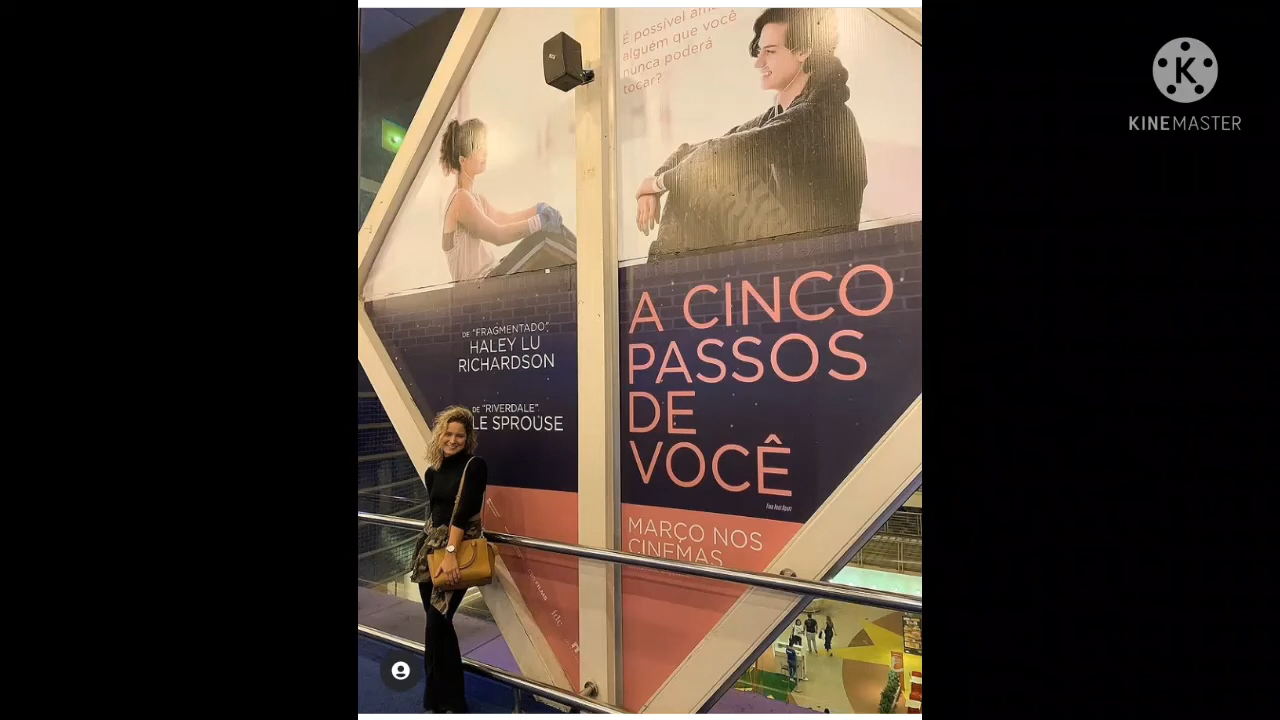 É possível
alguém que você
nunca poderá
tocar?
DE "FRAGMENTADO".
HALEY LU
RICHARDSON
DE "RIVERDALE".
LE SPROUSE
A CINCO
PASSOS
DE
VOCÊ
MARÇO NOS
CINEMAS
K
KINEMASTER